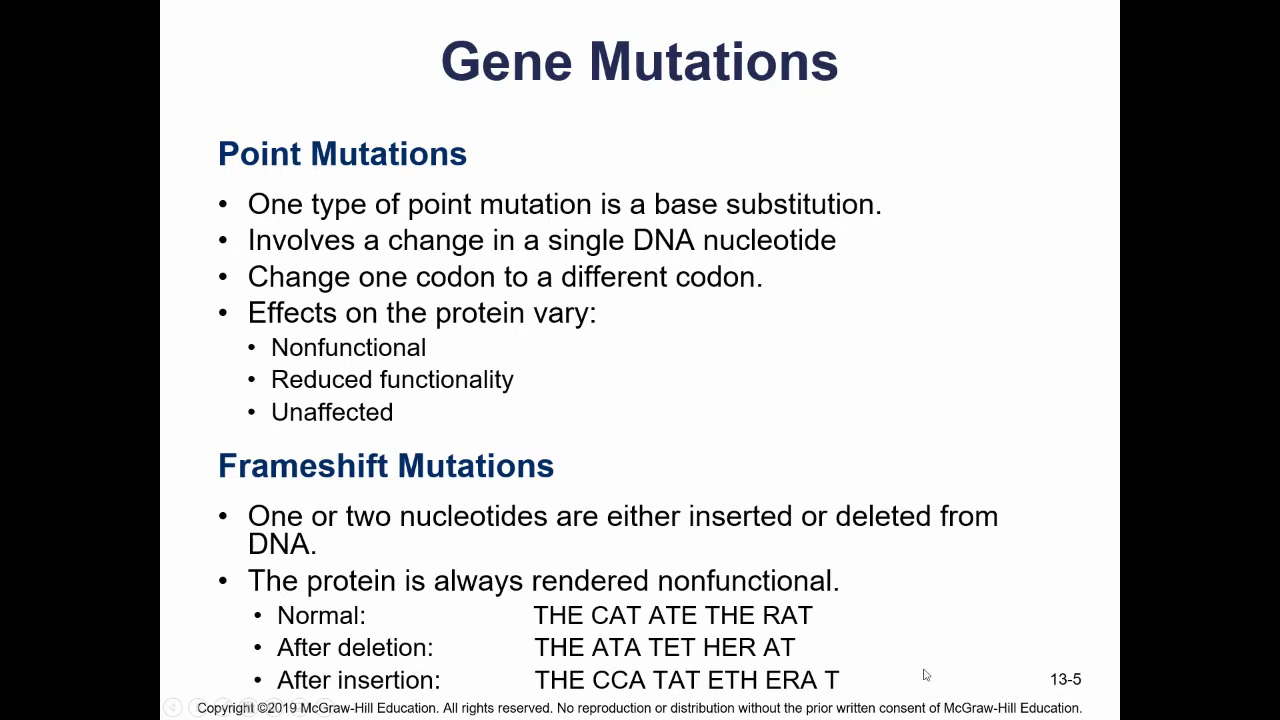 Gene Mutations
Point Mutations
• One type of point mutation is a base substitution.
• Involves a change in a single DNA nucleotide
• Change one codon to a different codon.
• Effects on the protein vary:
• Nonfunctional
• Reduced functionality
• Unaffected
Frameshift Mutations
• One or two nucleotides are either inserted or deleted from
DNA.
• The protein is always rendered nonfunctional.
• Normal: THE CAT ATE THE RAT
• After deletion: THE ATA TET HER AT
• After insertion: THE CCA TAT ETH ERA T
13-5
Copyright ©2019 McGraw-Hill Education. All rights reserved. No reproduction or distribution without the prior written consent of McGraw-Hill Education.